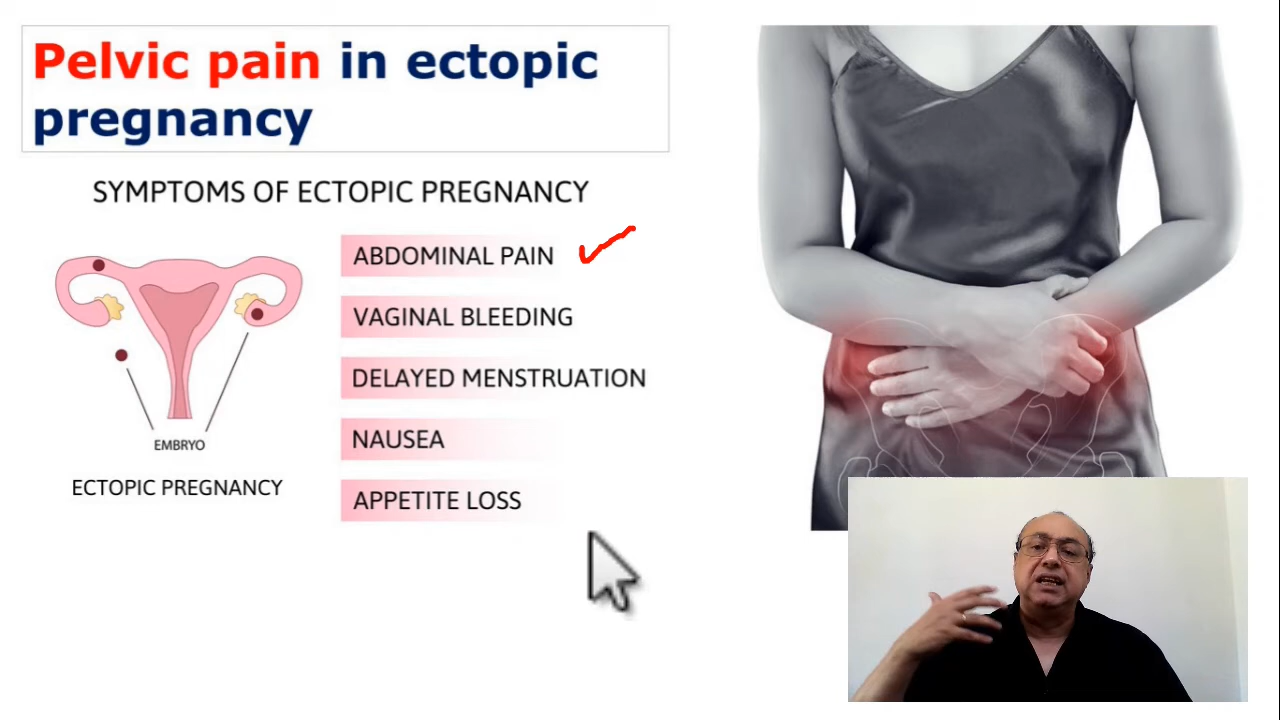 Pelvic pain in ectopic
pregnancy
SYMPTOMS OF ECTOPIC PREGNANCY
ABDOMINAL PAIN
VAGINAL BLEEDING
DELAYED MENSTRUATION
NAUSEA
APPETITE LOSS
EMBRYO
ECTOPIC PREGNANCY